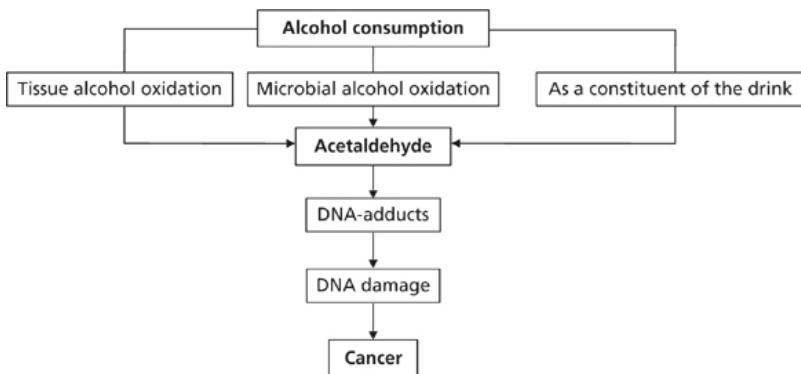 Alcohol consumption
Tissue alcohol oxidation
Microbial alcohol oxidation
As a constituent of the drink
Acetaldehyde
DNA-adducts
DNA damage
Cancer